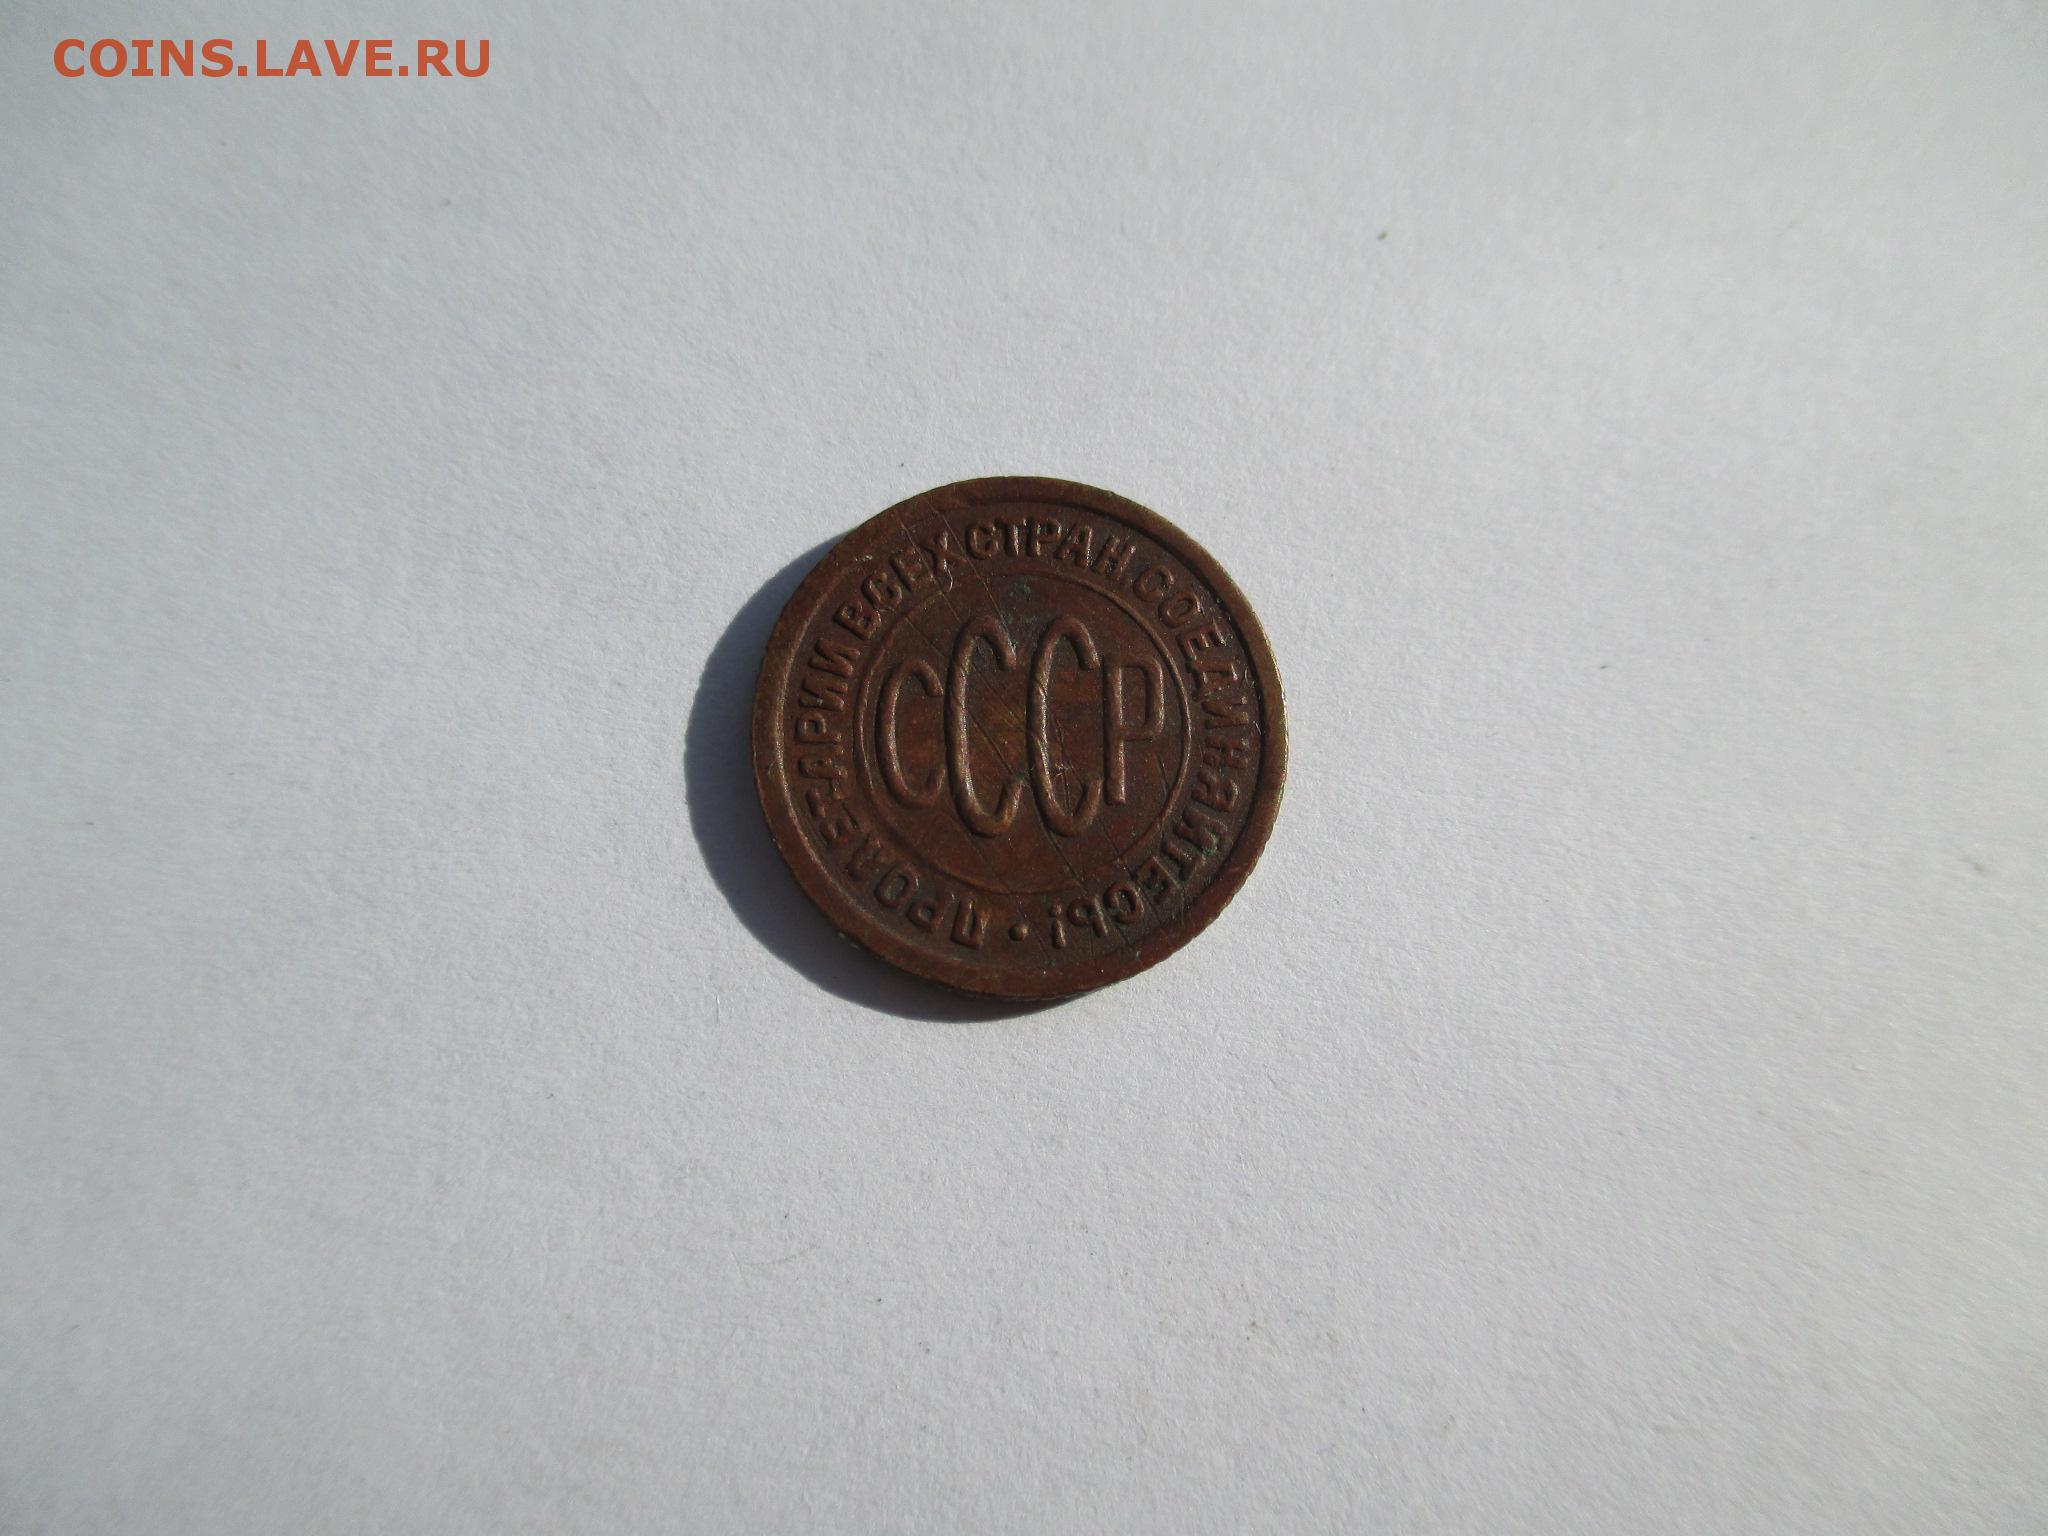 COINS.LAVE.RU
ПРОЛЕТАРИИ ВСЕХ СТРАН, СОЕДИНЯЙТЕСЬ! •
СССР